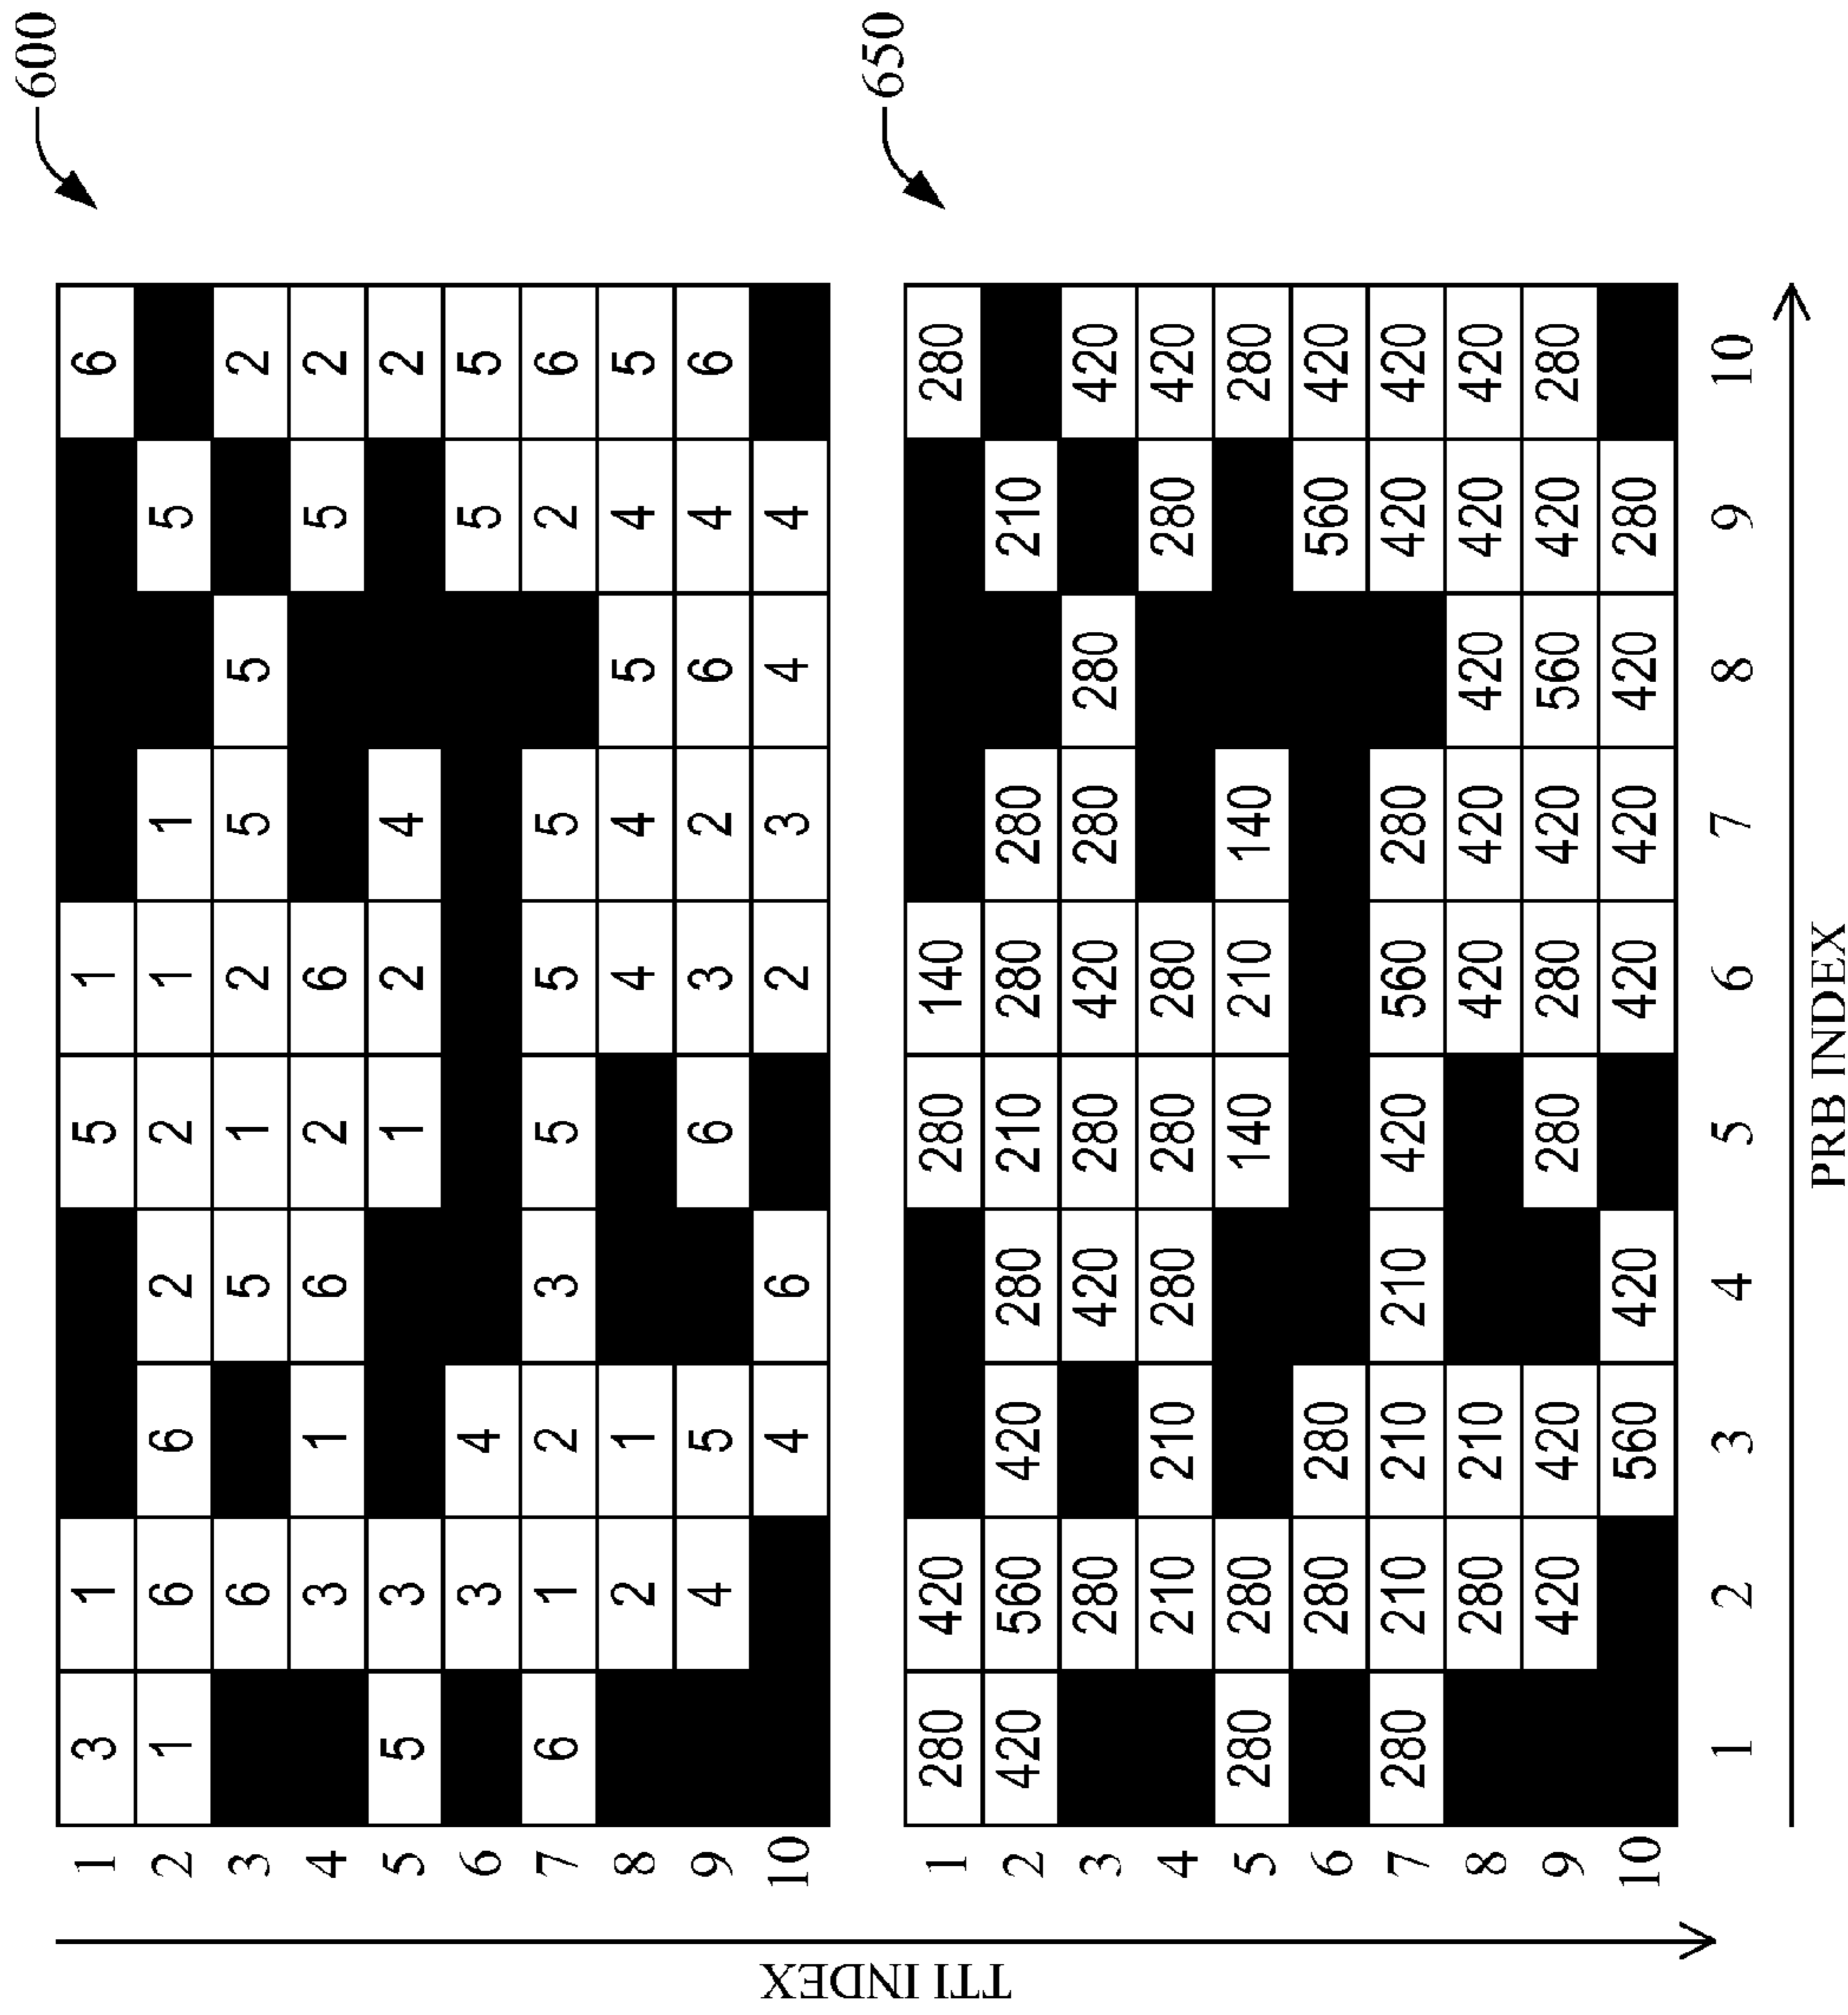 600
1 3 1 5 1 6
2 1 6 6 2 2 1 1 5
3 6 5 1 2 5 5 2
4 3 1 6 2 6 5 2
5 5 3 1 2 4 2
6 3 4 5 5
7 6 1 2 3 5 5 5 2 6
8 2 1 4 4 5 4 5
9 4 5 6 3 2 6 4 6
10 4 6 2 3 4 4
TTI INDEX
650
1 280 420 280 140 280
2 420 560 420 280 210 280 280 210
3 280 420 280 420 280 280 420
4 210 210 280 280 280 280 420
5 280 280 140 210 140 280
6 280 280 560 420
7 280 210 210 210 420 560 280 420 420
8 280 210 420 420 420 420 420
9 420 420 280 280 420 560 420 280
10 560 420 420 420 420 280
1 2 3 4 5 6 7 8 9 10
PRB INDEX